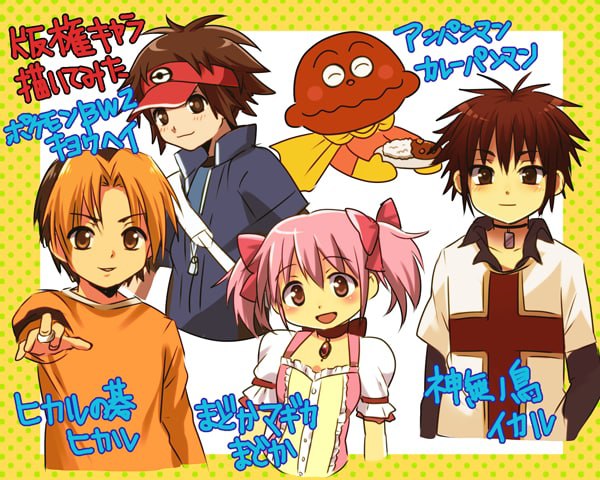 版権キャラ
描いてみた
ポケモンBW2
キョウヘイ
アンパンマン
カレーパンマン
ヒカルの碁
ヒカル
まどかマギカ
まどか
神無ノ鳥
イカル